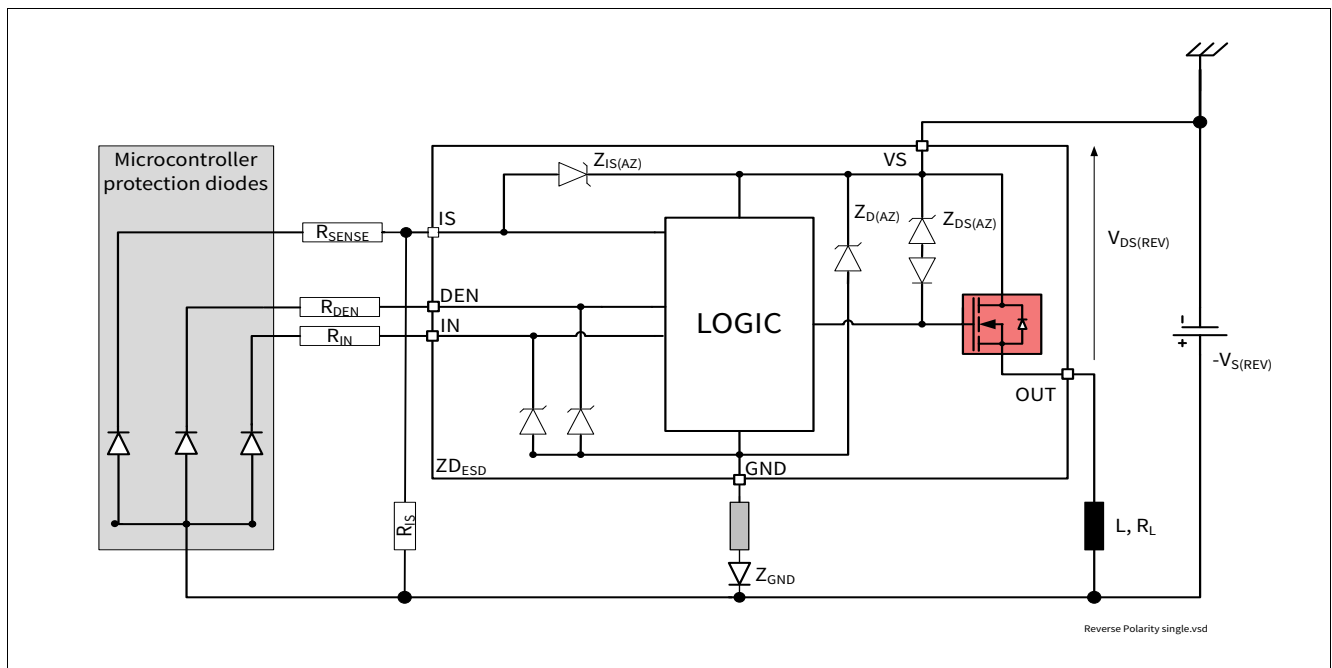 Microcontroller
protection diodes
Z_IS(AZ)
VS
IS
R_SENSE
Z_D(AZ)
Z_DS(AZ)
V_DS(REV)
DEN
R_DEN
IN
R_IN
LOGIC
-
+
-V_S(REV)
OUT
ZD_ESD
GND
R_IS
L, R_L
Z_GND
Reverse Polarity single.vsd